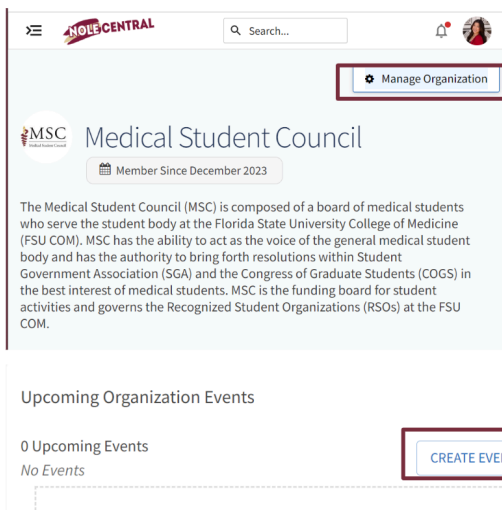 NOLECENTRAL
Search...
Manage Organization
MSC
Medical Student Council
Medical Student Council
Member Since December 2023
The Medical Student Council (MSC) is composed of a board of medical students
who serve the student body at the Florida State University College of Medicine
(FSU COM). MSC has the ability to act as the voice of the general medical student
body and has the authority to bring forth resolutions within Student
Government Association (SGA) and the Congress of Graduate Students (COGS) in
the best interest of medical students. MSC is the funding board for student
activities and governs the Recognized Student Organizations (RSOs) at the FSU
COM.
Upcoming Organization Events
0 Upcoming Events
CREATE EVE
No Events